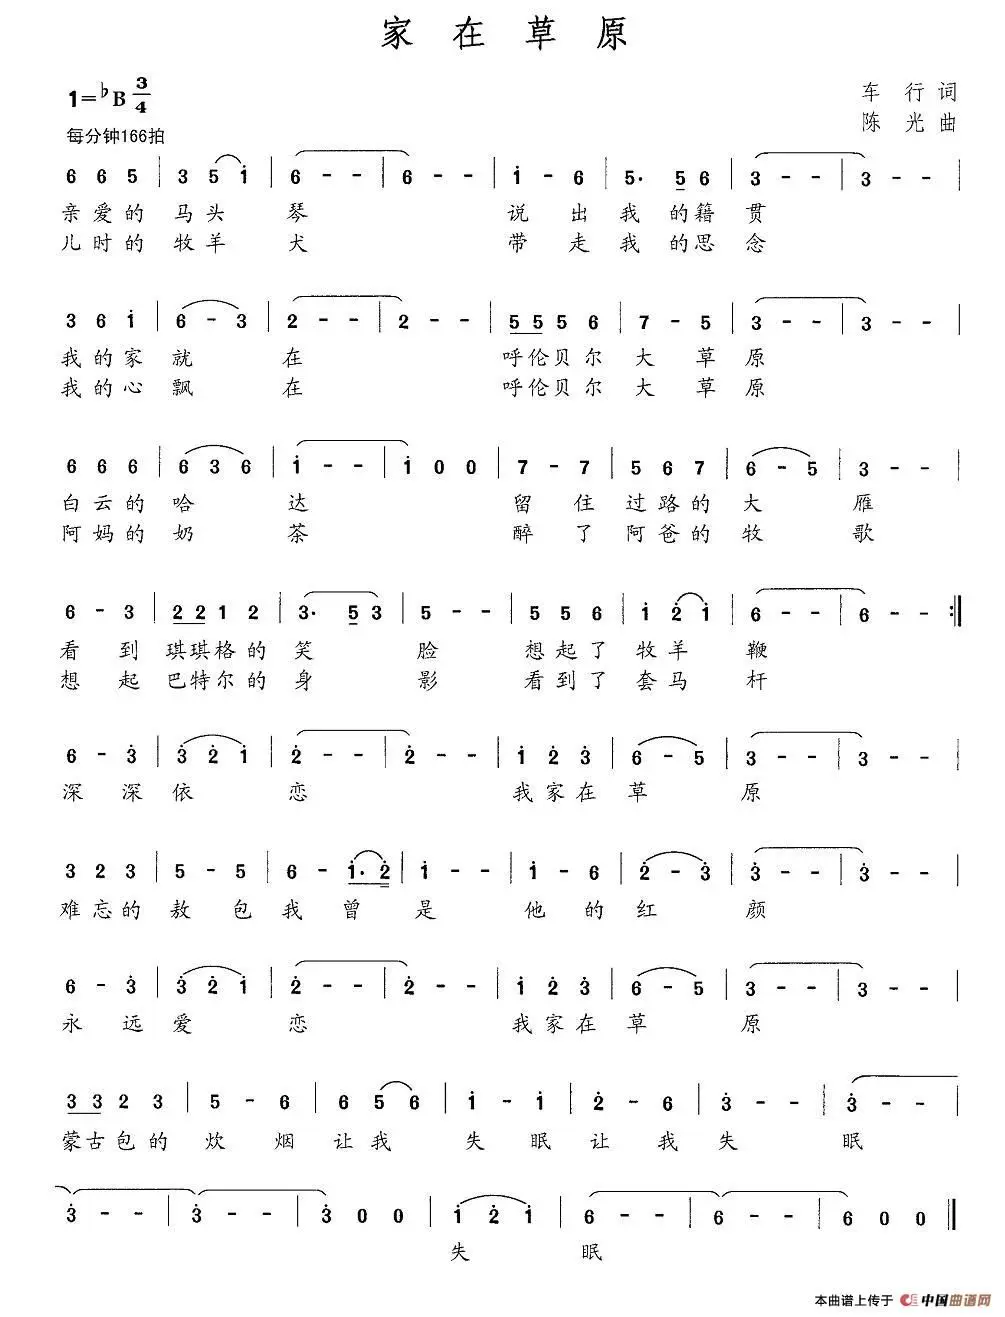 家在草原
1=♭B 3/4
车行词
陈光曲
每分钟166拍
6 6 5 | 3 5 i | 6 - - | 6 - - | i - 6 | 5· 5 6 | 3 - - | 3 - - |
亲爱的马头琴 说出我的籍贯
儿时的牧羊犬 带走我的思念
3 6 i | 6 - 3 | 2 - - | 2 - - | 5 5 5 6 | 7 - 5 | 3 - - | 3 - - |
我的家就在 呼伦贝尔大草原
我的心飘在 呼伦贝尔大草原
6 6 6 | 6 3 6 | i - - | i 0 0 | 7 - 7 | 5 6 7 | 6 - 5 | 3 - - |
白云的哈达 留住过路的大雁
阿妈的奶茶 醉了阿爸的牧歌
6 - 3 | 2 2 1 2 | 3· 5 3 | 5 - - | 5 5 6 | i 2̇ i | 6 - - | 6 - - :‖
看到琪琪格的笑脸 想起了牧羊鞭
想起巴特尔的身影 看到了套马杆
6 - 3̇ | 3̇ 2̇ i | 2̇ - - | 2̇ - - | i 2̇ 3̇ | 6 - 5 | 3 - - | 3 - - |
深深依恋 我家在草原
3 2 3 | 5 - 5 | 6 - i· 2̇ | i - - | i - 6 | 2̇ - 3̇ | 3̇ - - | 3̇ - - |
难忘的敖包我曾是他的红颜
6 - 3̇ | 3̇ 2̇ i | 2̇ - - | 2̇ - - | i 2̇ 3̇ | 6 - 5 | 3 - - | 3 - - |
永远爱恋 我家在草原
3 3 2 3 | 5 - 6 | 6 5 6 | i - i | 2̇ - 6 | 3̇ - - | 3̇ - - |
蒙古包的炊烟让我失眠让我失眠
3̇ - - | 3̇ - - | 3̇ 0 0 | i 2̇ i | 6 - - | 6 - - | 6 0 0 ‖
失眠
本曲谱上传于 中国曲谱网